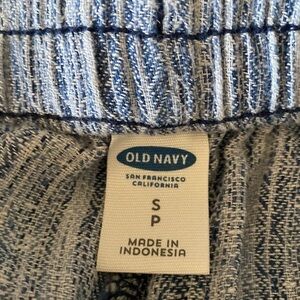 OLD NAVY
SAN FRANCISCO
CALIFORNIA
S
P
MADE IN
INDONESIA